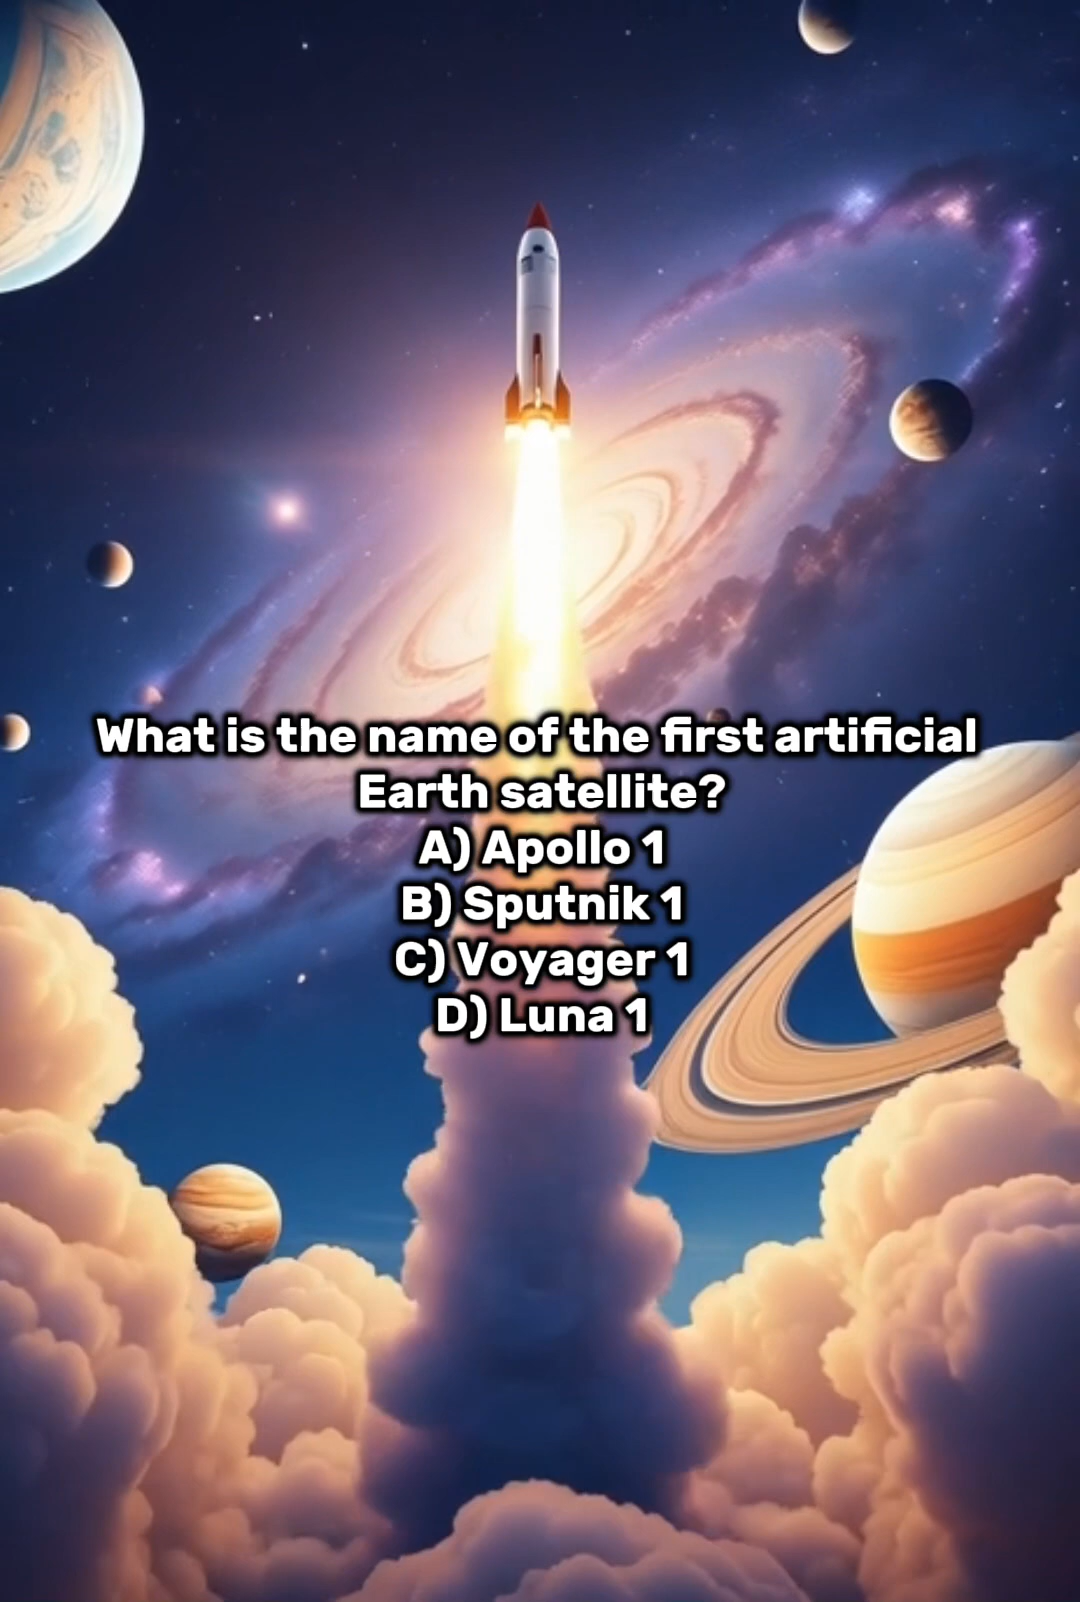 What is the name of the first artificial
Earth satellite?
A) Apollo 1
B) Sputnik 1
C) Voyager 1
D) Luna 1